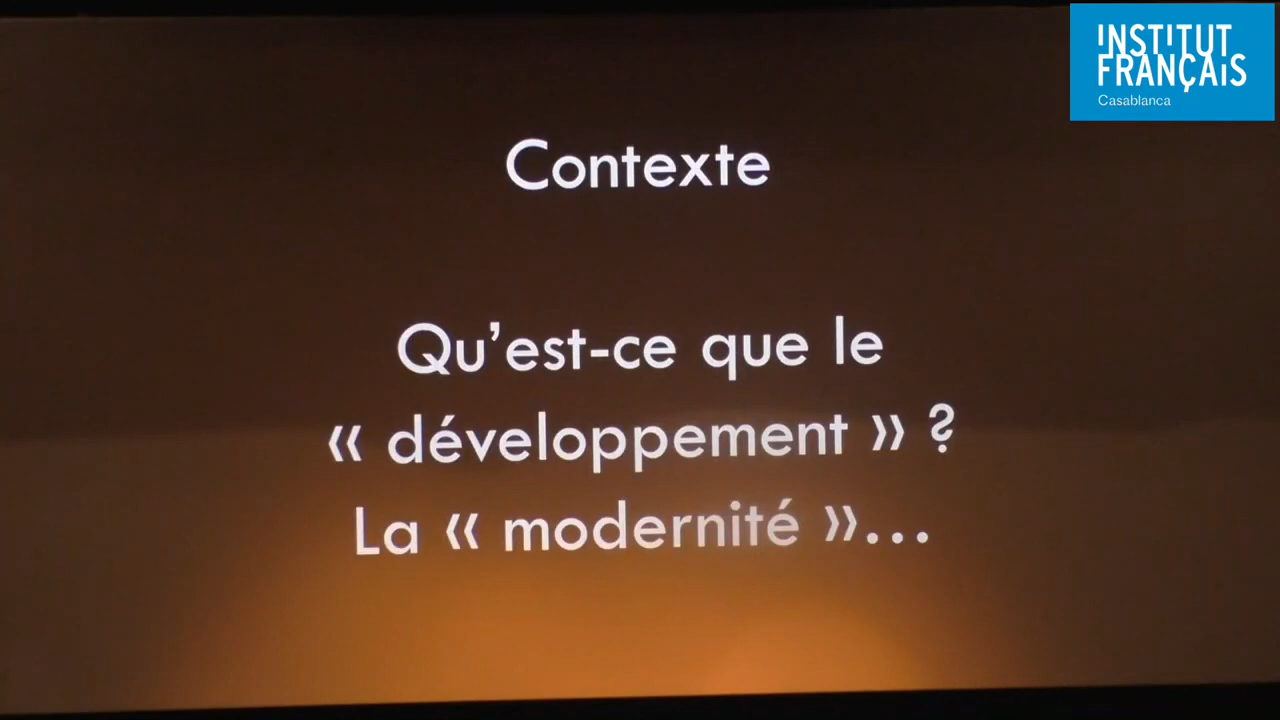 INSTITUT
FRANÇAIS
Casablanca
Contexte
Qu’est-ce que le
« développement » ?
La « modernité »...